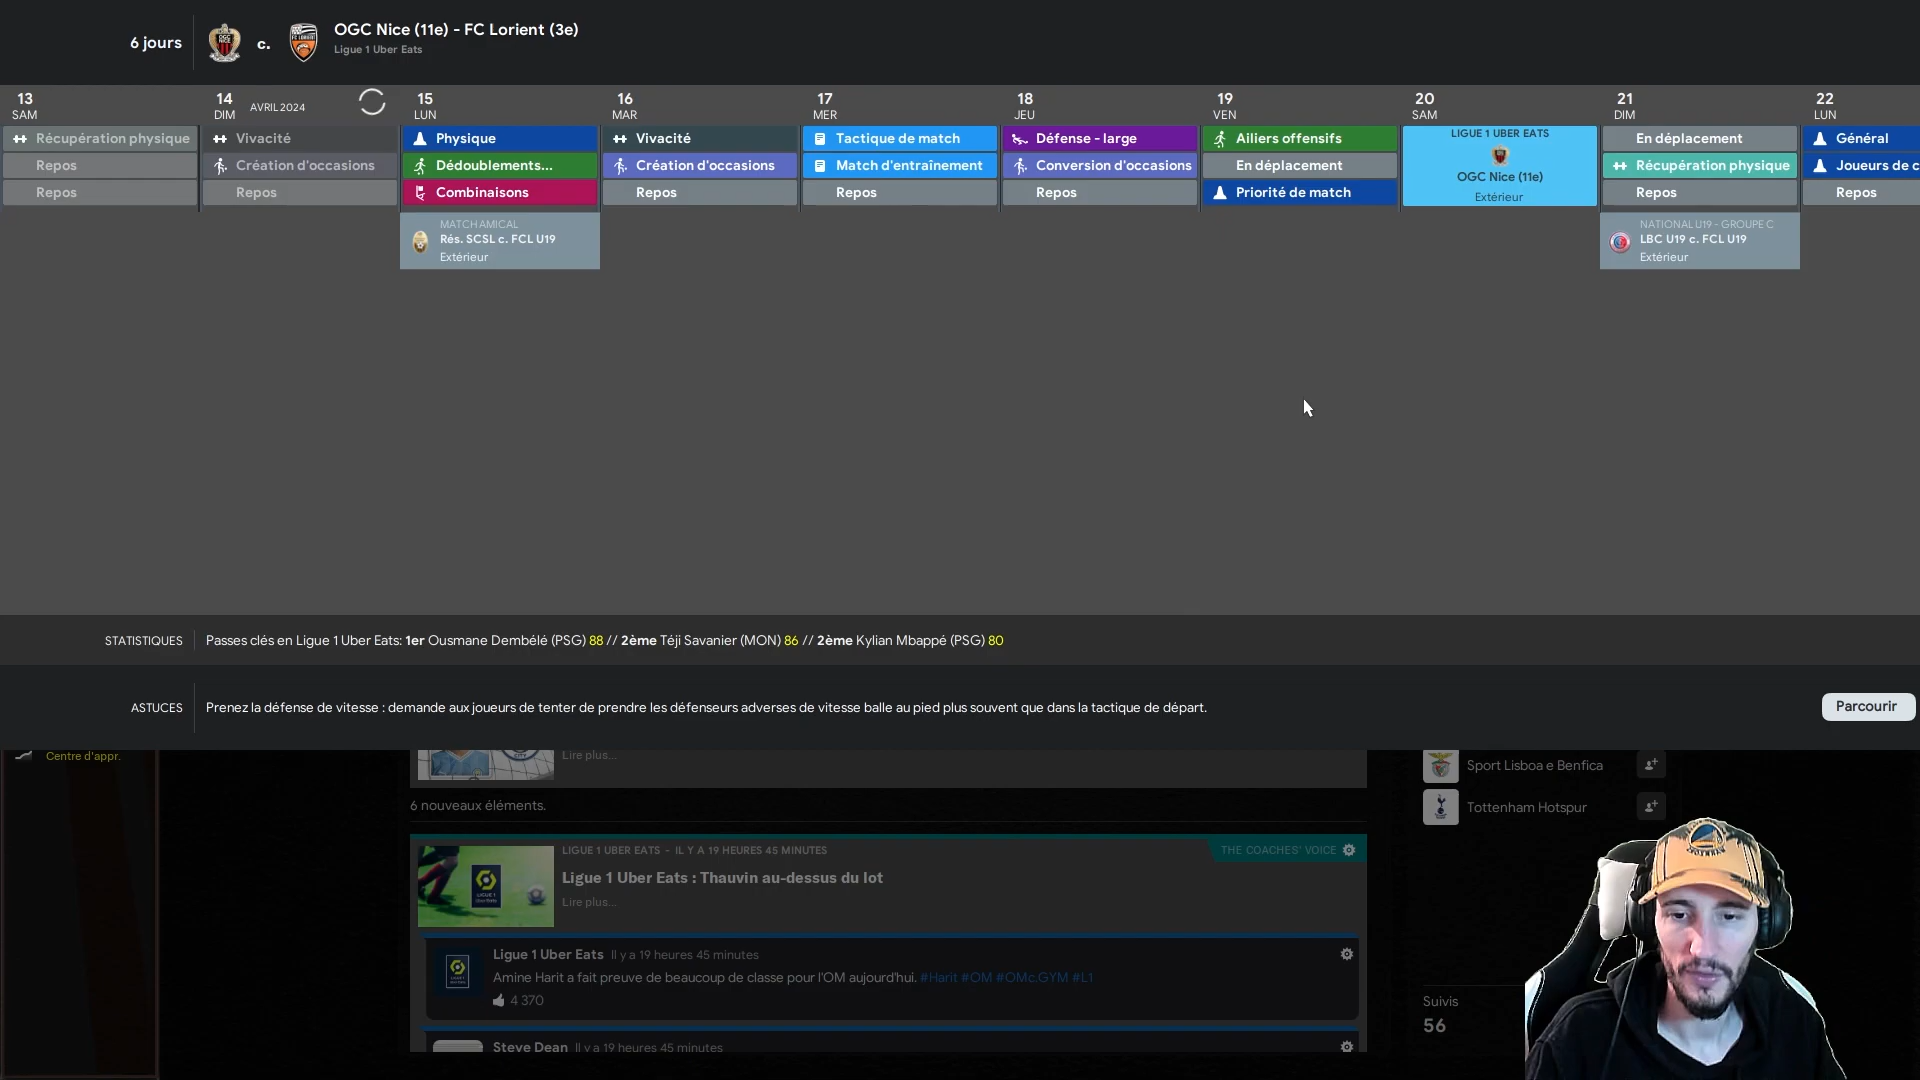 6 jours
c.
OGC Nice (11e) - FC Lorient (3e)
Ligue 1 Uber Eats
13
SAM
14
DIM
AVRIL 2024
15
LUN
16
MAR
17
MER
18
JEU
19
VEN
20
SAM
21
DIM
22
LUN
Récupération physique
Repos
Repos
Vivacité
Création d'occasions
Repos
Physique
Dédoublements...
Combinaisons
Vivacité
Création d'occasions
Repos
Tactique de match
Match d'entraînement
Repos
Défense - large
Conversion d'occasions
Repos
Ailiers offensifs
En déplacement
Priorité de match
LIGUE 1 UBER EATS
OGC Nice (11e)
Extérieur
En déplacement
Récupération physique
Repos
Général
Joueurs de c
Repos
MATCH AMICAL
Rés. SCSL c. FCL U19
Extérieur
NATIONAL U19 - GROUPE C
LBC U19 c. FCL U19
Extérieur
STATISTIQUES
Passes clés en Ligue 1 Uber Eats: 1er Ousmane Dembélé (PSG) 88 // 2ème Téji Savanier (MON) 86 // 2ème Kylian Mbappé (PSG) 80
ASTUCES
Prenez la défense de vitesse : demande aux joueurs de tenter de prendre les défenseurs adverses de vitesse balle au pied plus souvent que dans la tactique de départ.
Parcourir
Centre d'appr.
Lire plus...
6 nouveaux éléments.
Sport Lisboa e Benfica
Tottenham Hotspur
LIGUE 1 UBER EATS - IL Y A 19 HEURES 45 MINUTES
THE COACHES' VOICE
Ligue 1 Uber Eats : Thauvin au-dessus du lot
Lire plus...
Ligue 1 Uber Eats Il y a 19 heures 45 minutes
Amine Harit a fait preuve de beaucoup de classe pour l'OM aujourd'hui. #Harit #OM #OMc.GYM #L1
4 370
Steve Dean Il y a 19 heures 45 minutes
Suivis
56